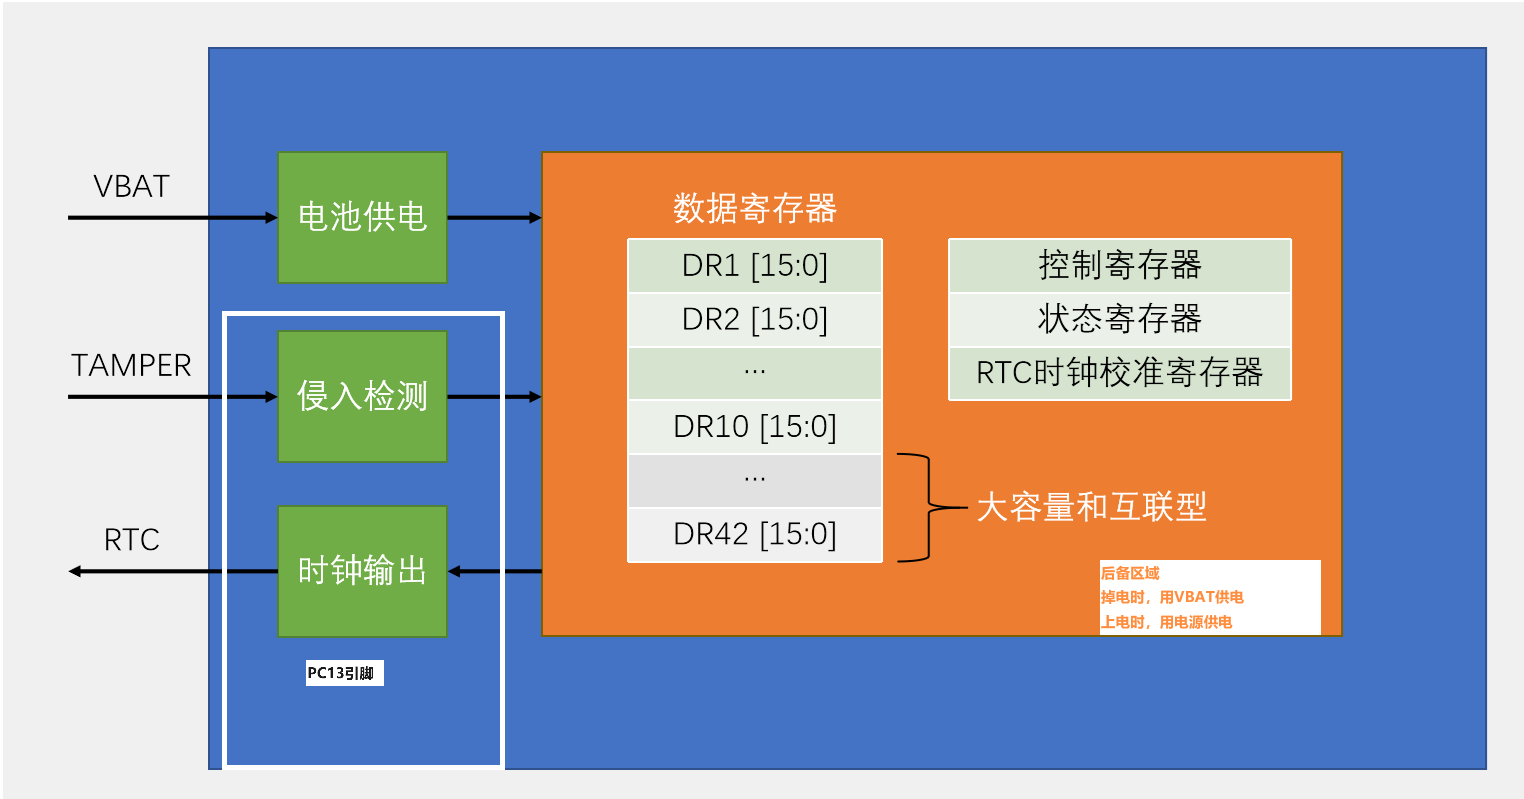 VBAT
电池供电
TAMPER
侵入检测
RTC
时钟输出
PC13引脚
数据寄存器
DR1 [15:0]
DR2 [15:0]
...
DR10 [15:0]
...
DR42 [15:0]
控制寄存器
状态寄存器
RTC时钟校准寄存器
大容量和互联型
后备区域
掉电时，用VBAT供电
上电时，用电源供电